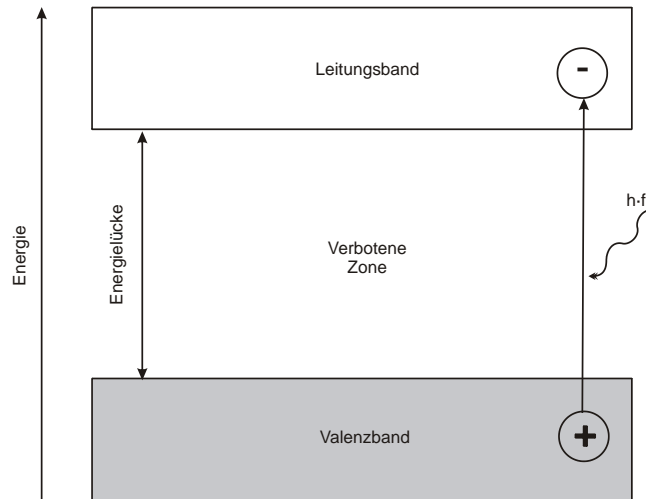 Leitungsband
-
h·f
Energie
Energielücke
Verbotene
Zone
Valenzband
+